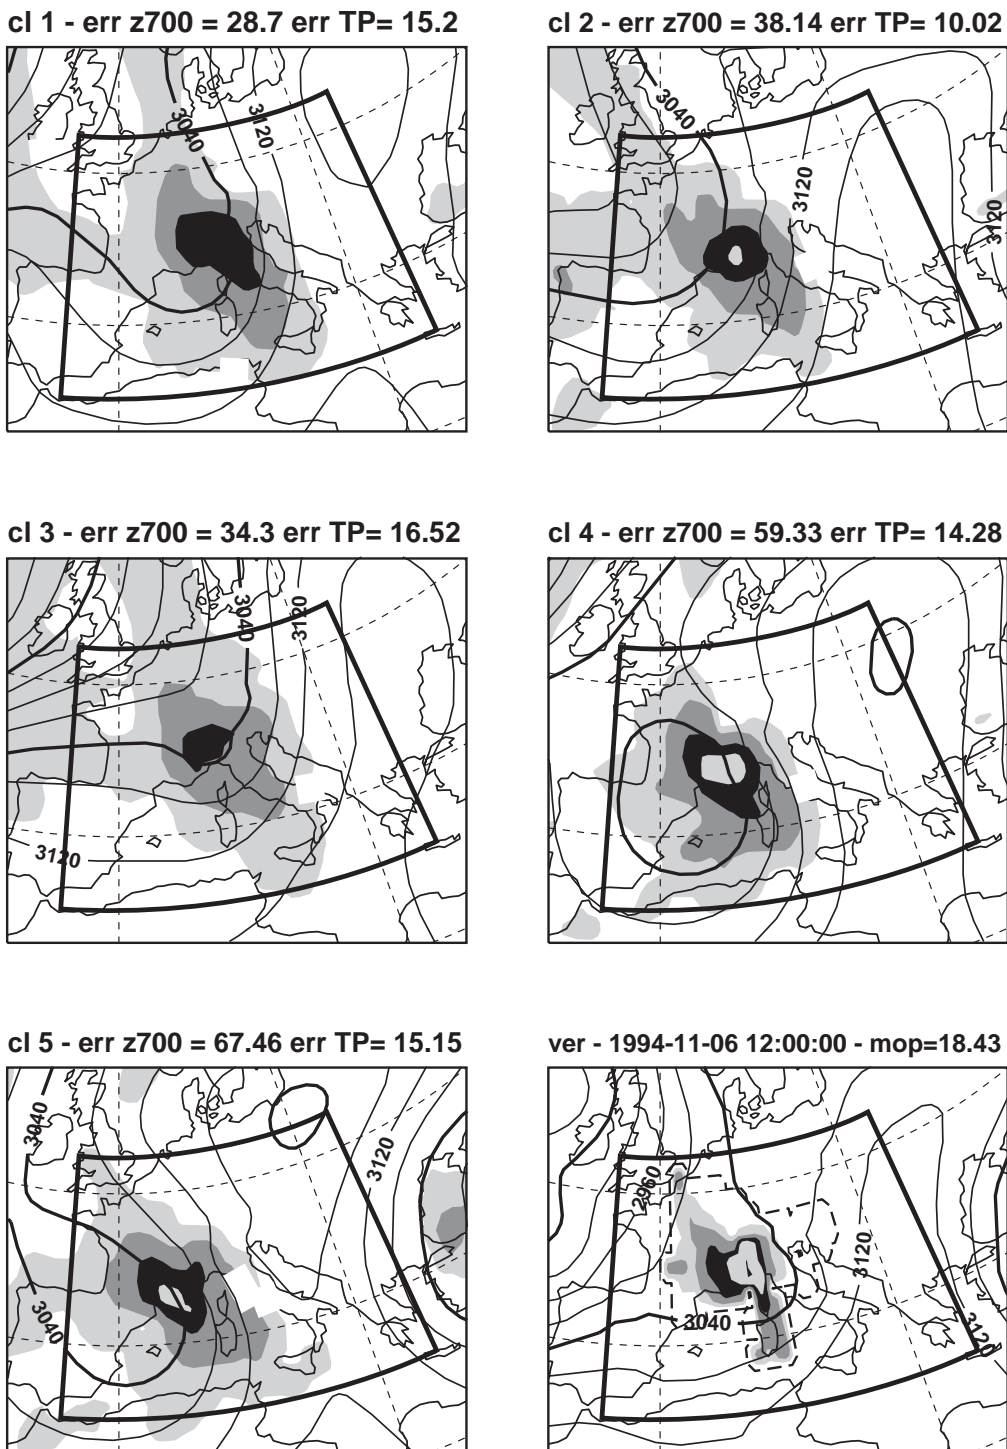 cl 1 - err z700 = 28.7 err TP= 15.2
3040
3120
cl 2 - err z700 = 38.14 err TP= 10.02
3040
3120
3120
cl 3 - err z700 = 34.3 err TP= 16.52
3040
3120
3120
cl 4 - err z700 = 59.33 err TP= 14.28
cl 5 - err z700 = 67.46 err TP= 15.15
3040
3120
3040
ver - 1994-11-06 12:00:00 - mop=18.43
2960
3120
3040
3120